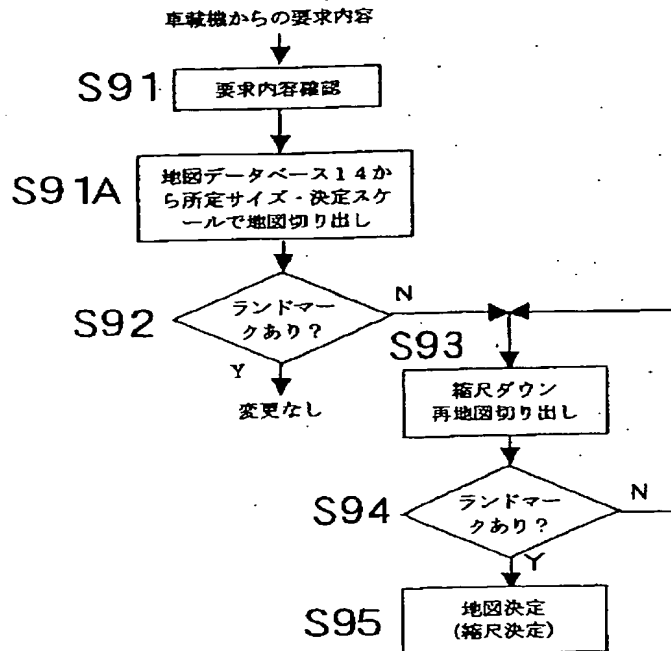 車載機からの要求内容
S91
要求内容確認
S91A
地図データベース14か
ら所定サイズ・決定スケ
ールで地図切り出し
S92
ランドマー
クあり?
N
Y
変更なし
S93
縮尺ダウン
再地図切り出し
S94
ランドマー
クあり?
N
Y
S95
地図決定
(縮尺決定)